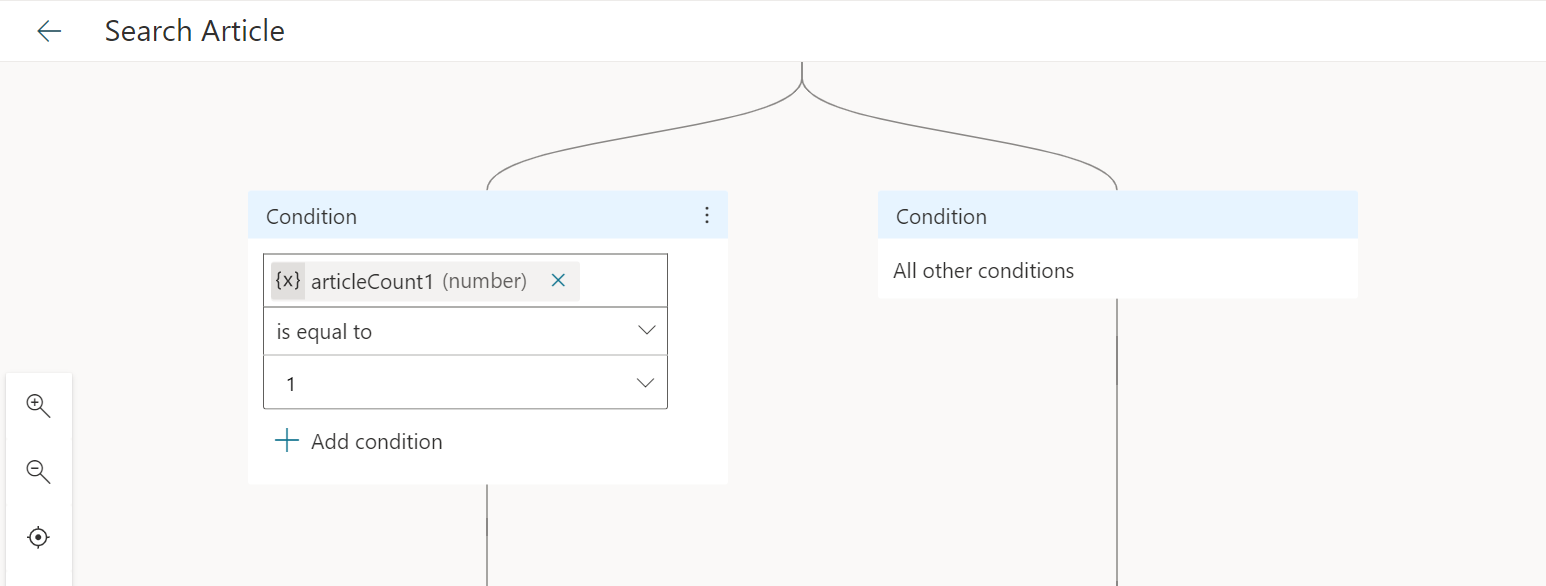 Search Article
Condition
{x} articleCount1 (number)
is equal to
1
Add condition
Condition
All other conditions